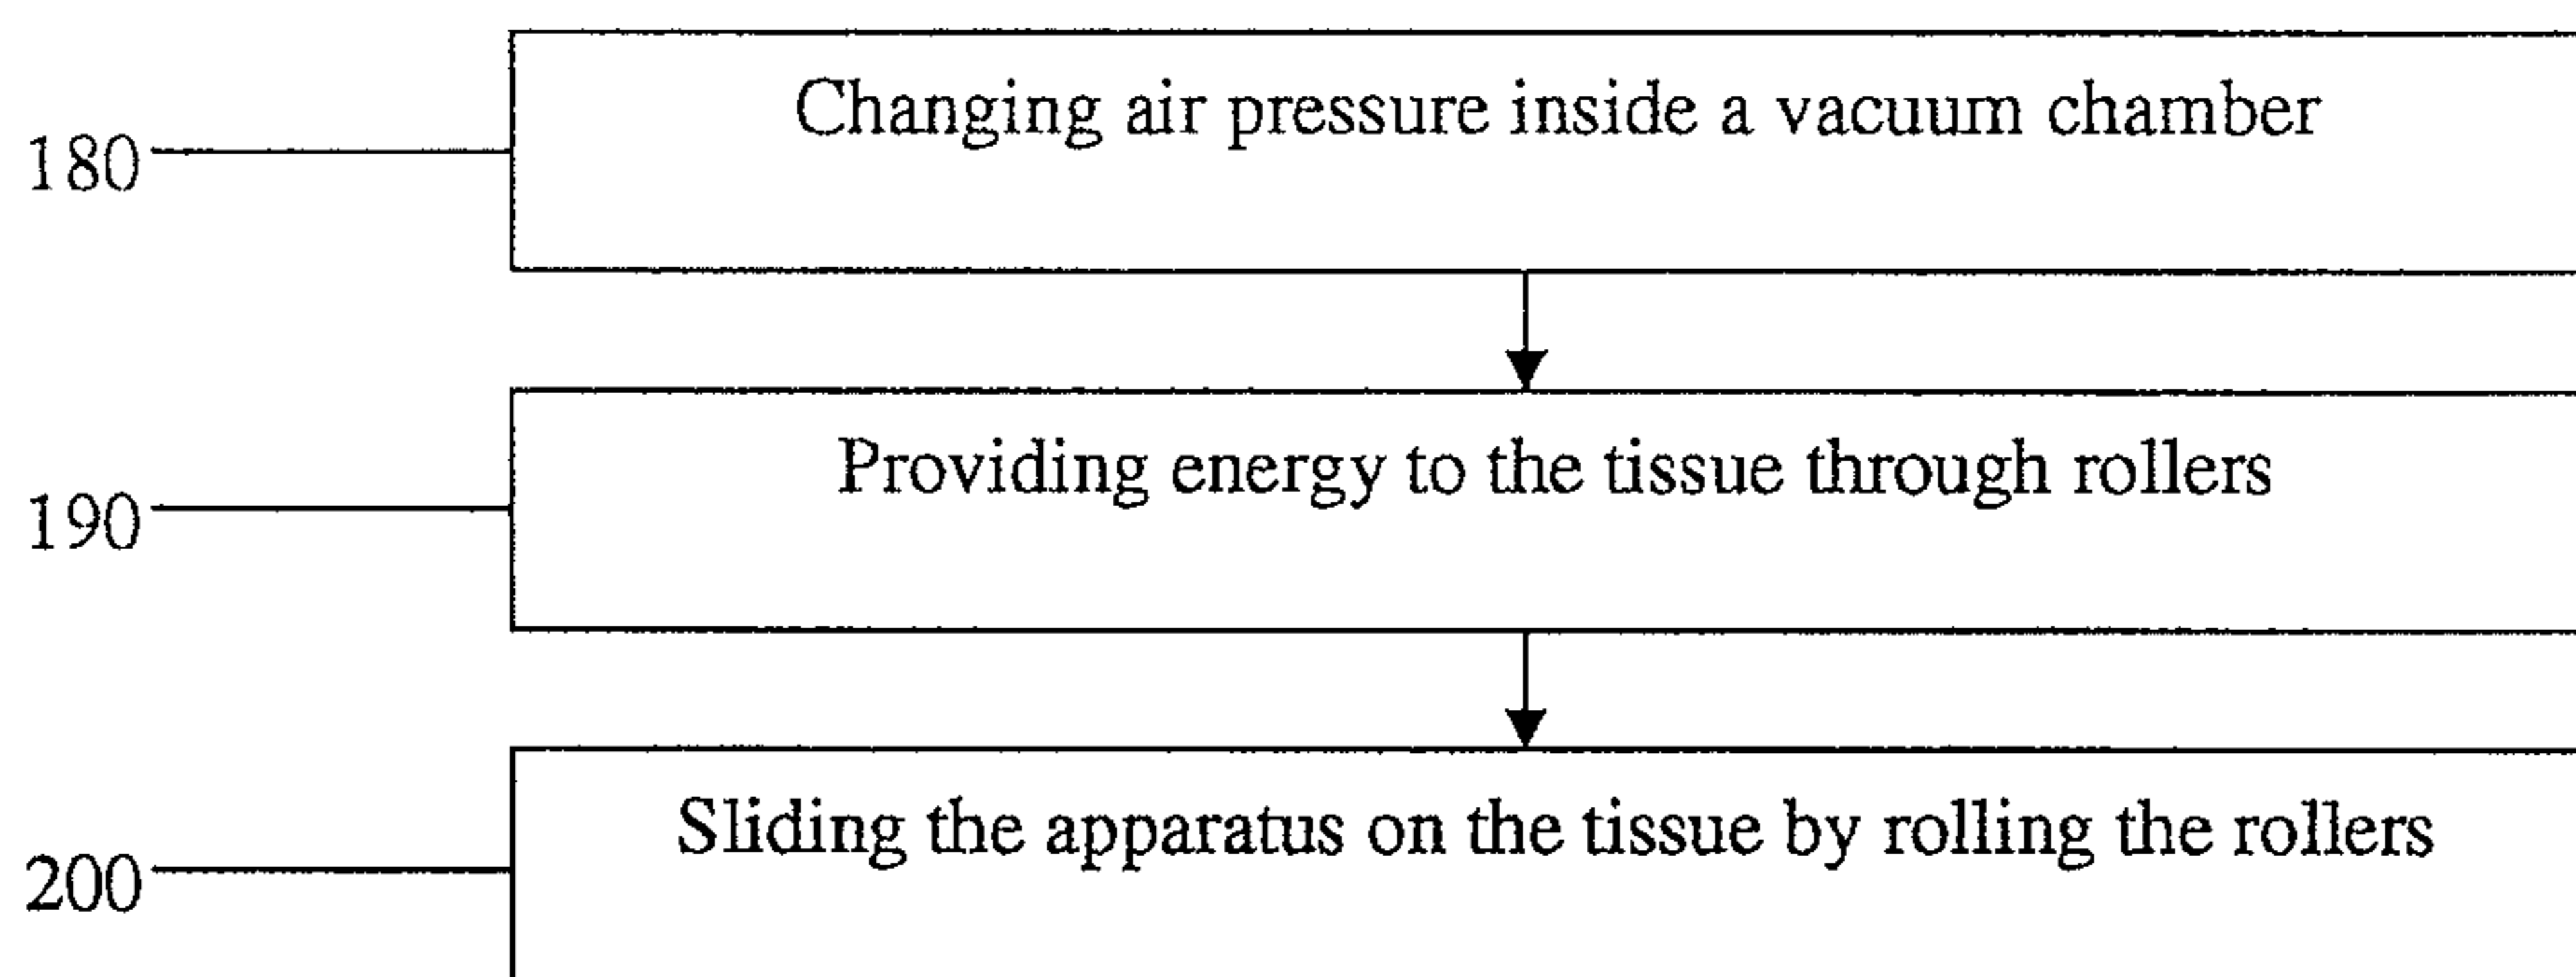 180 Changing air pressure inside a vacuum chamber
190 Providing energy to the tissue through rollers
200 Sliding the apparatus on the tissue by rolling the rollers